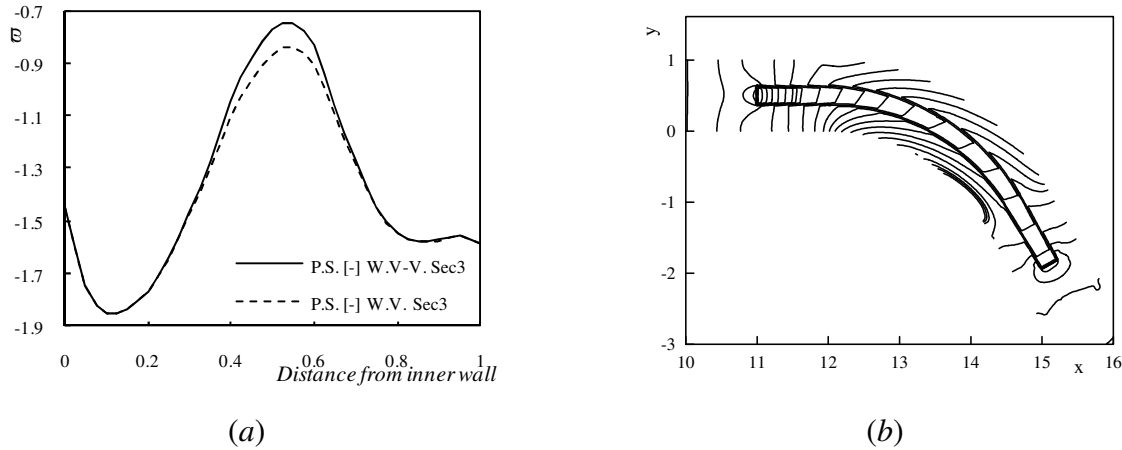 -0.7
-0.9
-1.1
-1.3
-1.5
-1.7
-1.9
ϖ
P.S. [-] W.V-V. Sec3
P.S. [-] W.V. Sec3
0 0.2 0.4 0.6 0.8 1
Distance from inner wall
(a)
y
1
0
-1
-2
-3
10 11 12 13 14 15 16
x
(b)